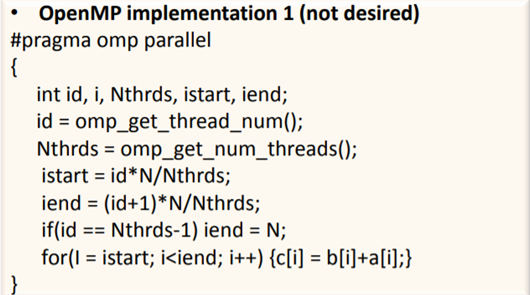 • OpenMP implementation 1 (not desired)
#pragma omp parallel
{
int id, i, Nthrds, istart, iend;
id = omp_get_thread_num();
Nthrds = omp_get_num_threads();
istart = id*N/Nthrds;
iend = (id+1)*N/Nthrds;
if(id == Nthrds-1) iend = N;
for(I = istart; i<iend; i++) {c[i] = b[i]+a[i];}
}